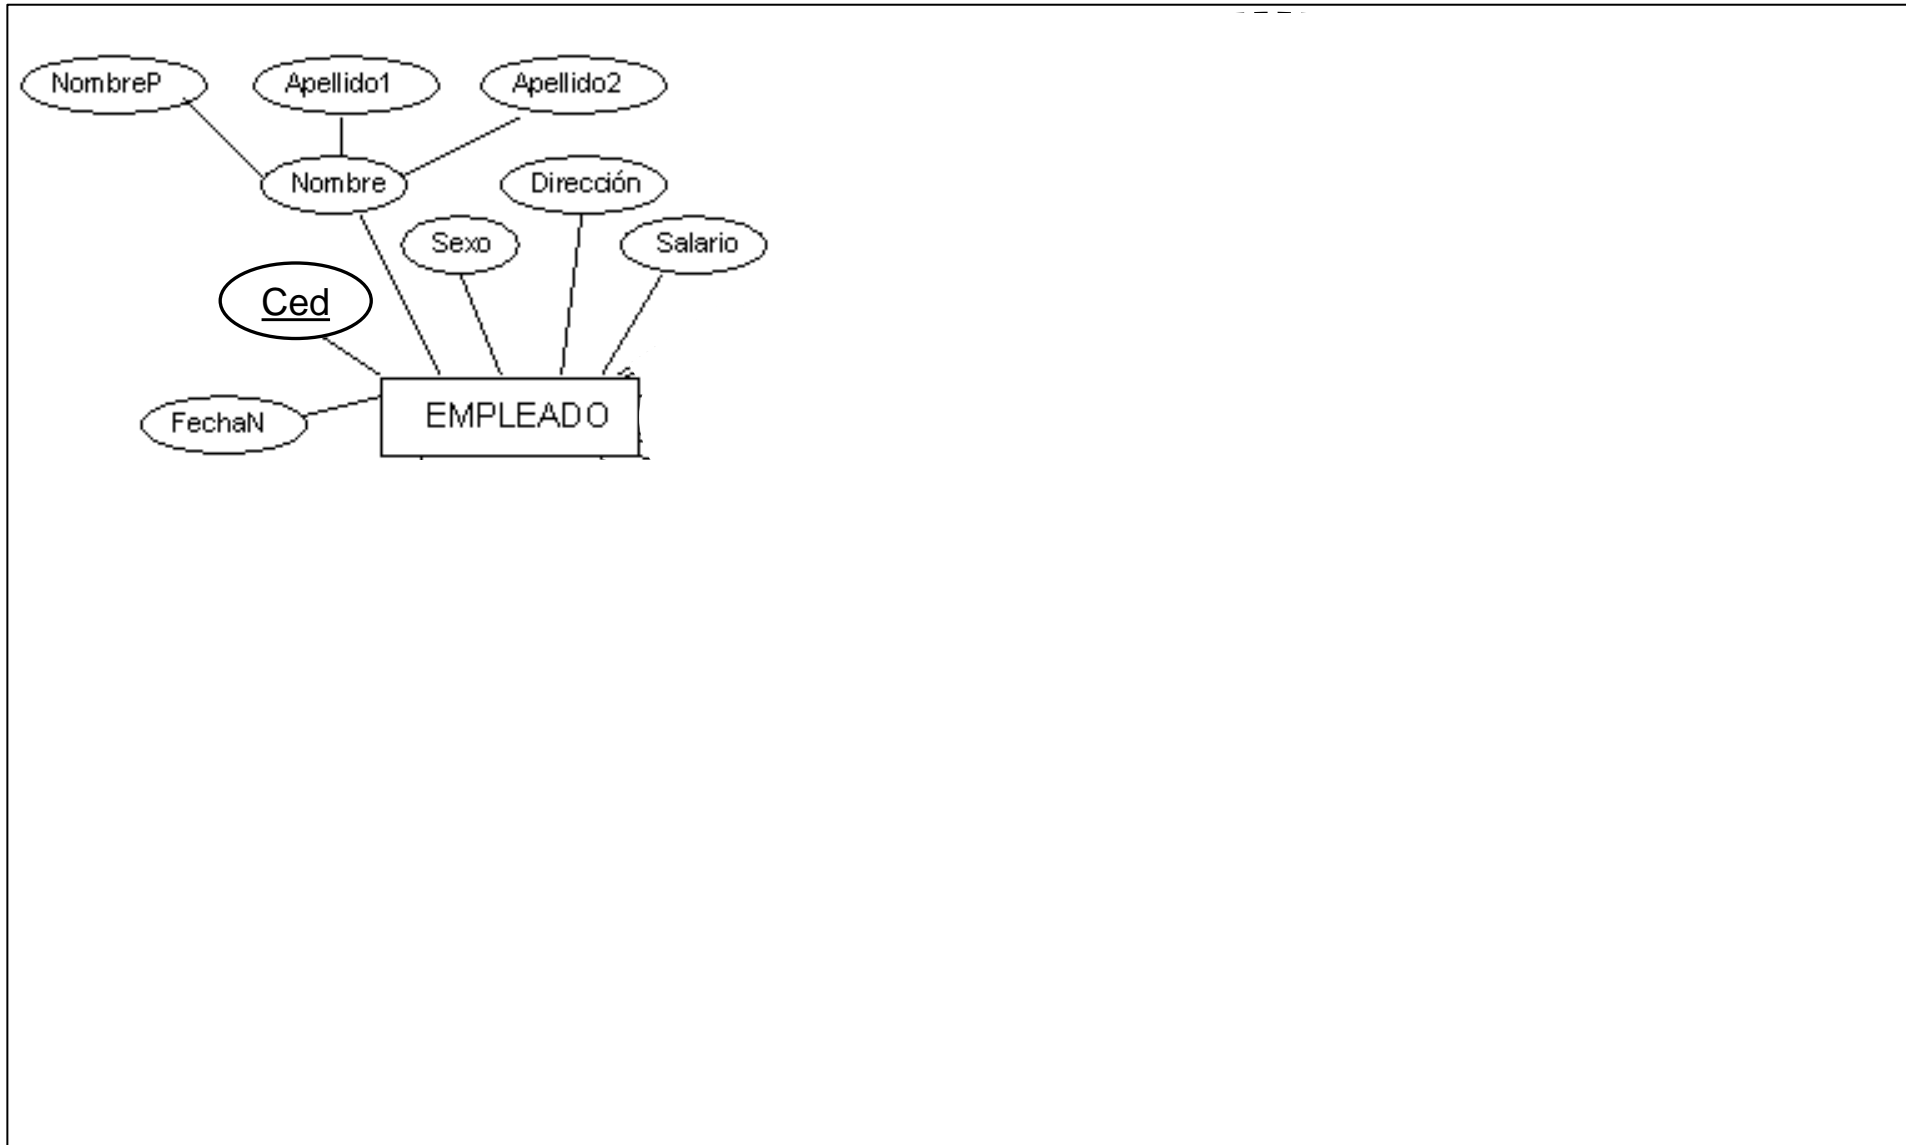 NombreP
Apellido1
Apellido2
Nombre
Dirección
Sexo
Salario
Ced
FechaN
EMPLEADO